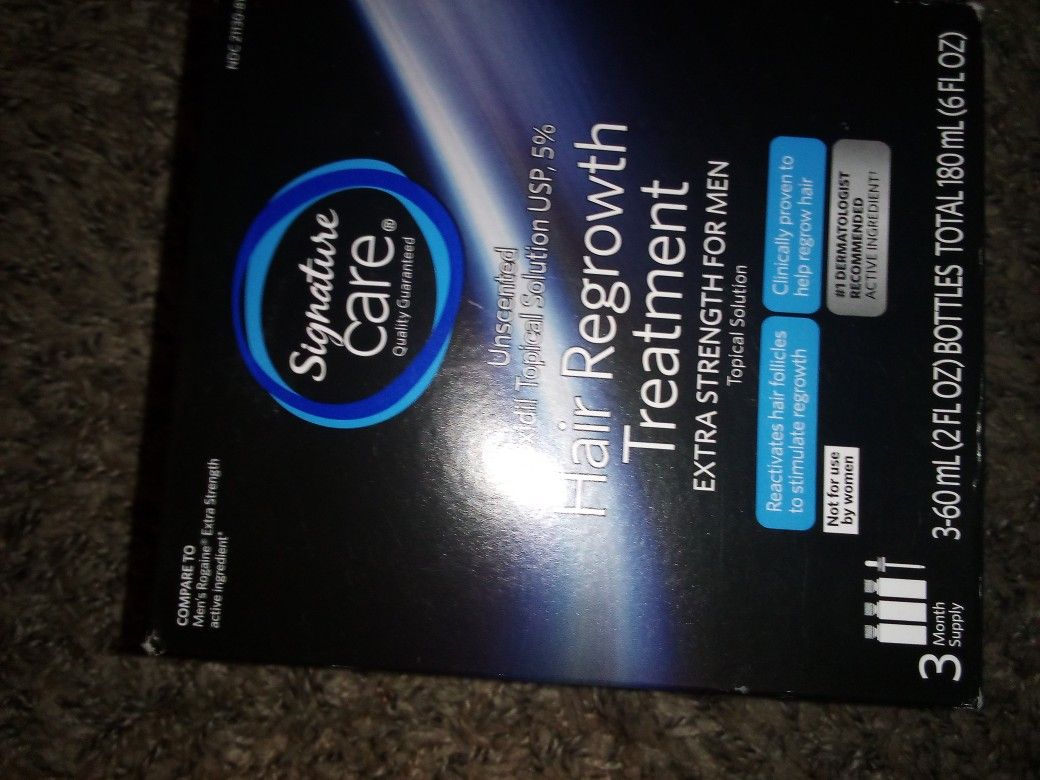 COMPARE TO
Men's Rogaine® Extra Strength
active ingredient*
Signature
care®
Quality Guaranteed
Unscented
Topical Solution USP, 5%
Hair Regrowth
Treatment
EXTRA STRENGTH FOR MEN
Topical Solution
Reactivates hair follicles
to stimulate regrowth
Clinically proven to
help regrow hair
Not for use
by women
#1 DERMATOLOGIST
RECOMMENDED
ACTIVE INGREDIENT†
3
Month
Supply
3-60 mL (2 FL OZ) BOTTLES TOTAL 180 mL (6 FL OZ)